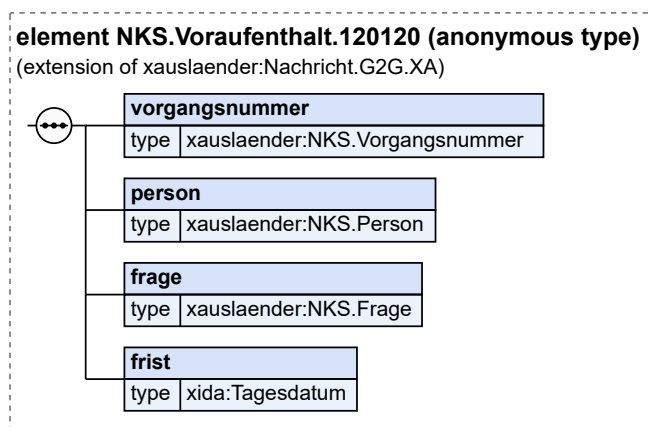 element NKS.Voraufenthalt.120120 (anonymous type)
(extension of xauslaender:Nachricht.G2G.XA)
vorgangsnummer
type xauslaender:NKS.Vorgangsnummer
person
type xauslaender:NKS.Person
frage
type xauslaender:NKS.Frage
frist
type xida:Tagesdatum